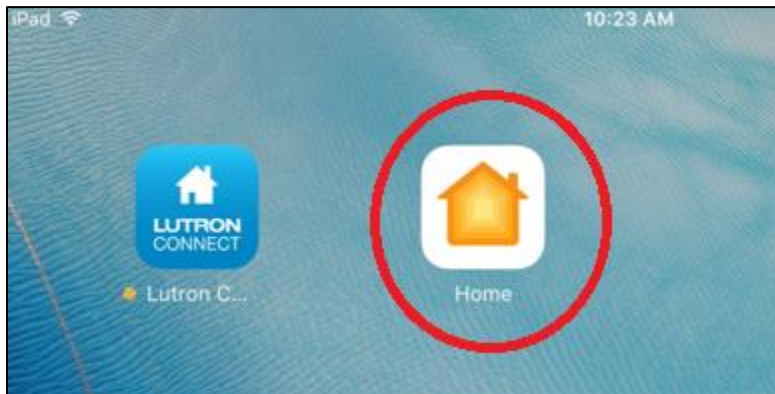 iPad
10:23 AM
LUTRON
CONNECT
Lutron C...
Home